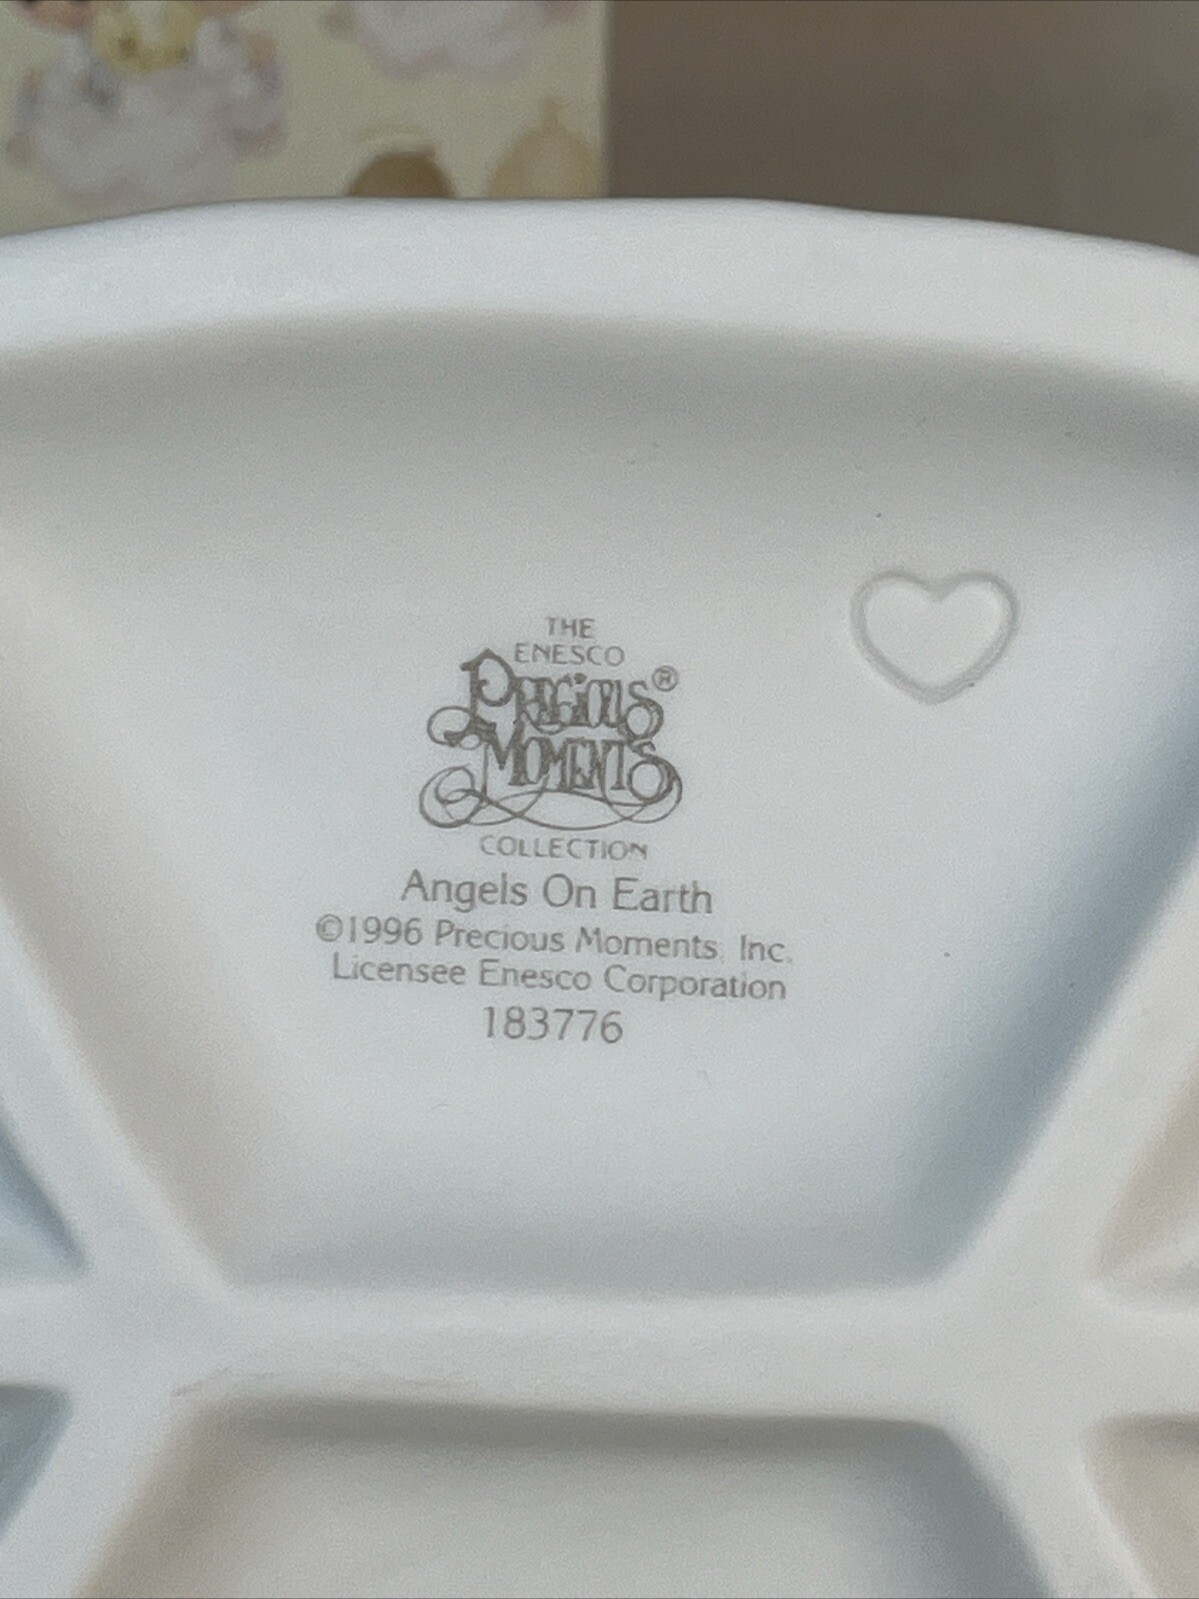 THE
ENESCO
PRECIOUS®
MOMENTS
COLLECTION
Angels On Earth
©1996 Precious Moments, Inc.
Licensee Enesco Corporation
183776